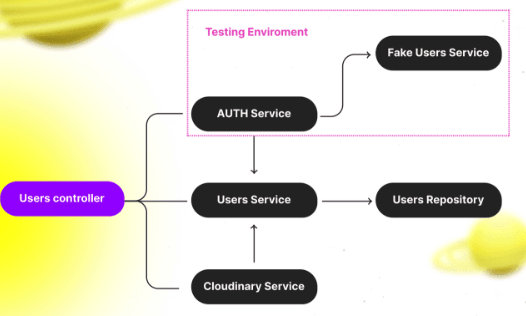 Testing Enviroment
Fake Users Service
AUTH Service
Users controller
Users Service
Users Repository
Cloudinary Service